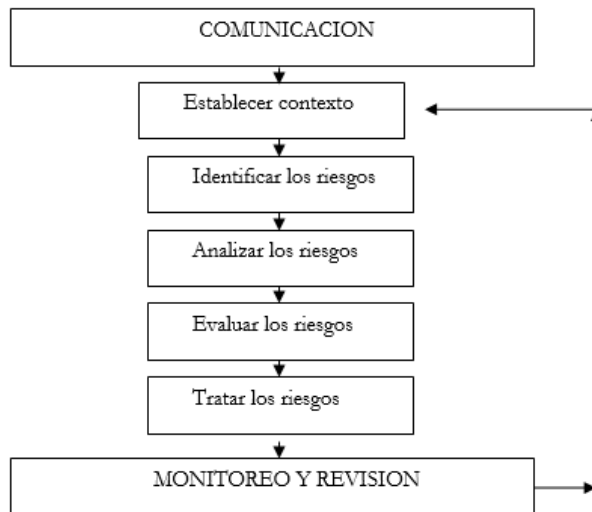 COMUNICACION
Establecer contexto
Identificar los riesgos
Analizar los riesgos
Evaluar los riesgos
Tratar los riesgos
MONITOREO Y REVISION